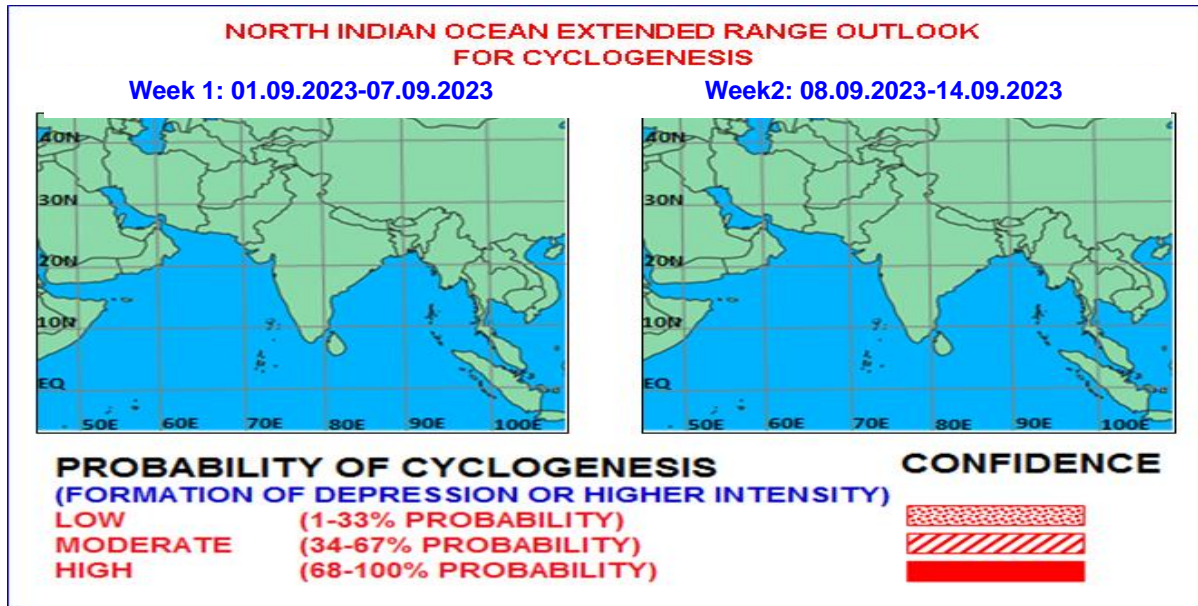 NORTH INDIAN OCEAN EXTENDED RANGE OUTLOOK
FOR CYCLOGENESIS
Week 1: 01.09.2023-07.09.2023
Week2: 08.09.2023-14.09.2023
40N
30N
20N
10N
EQ
50E 60E 70E 80E 90E 100E
40N
30N
20N
10N
EQ
50E 60E 70E 80E 90E 100E
PROBABILITY OF CYCLOGENESIS
CONFIDENCE
(FORMATION OF DEPRESSION OR HIGHER INTENSITY)
LOW (1-33% PROBABILITY)
MODERATE (34-67% PROBABILITY)
HIGH (68-100% PROBABILITY)